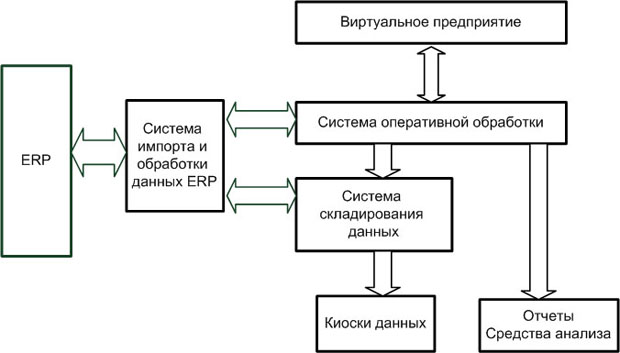 Виртуальное предприятие
ERP
Система
импорта и
обработки
данных ERP
Система оперативной обработки
Система
складирования
данных
Киоски данных
Отчеты
Средства анализа